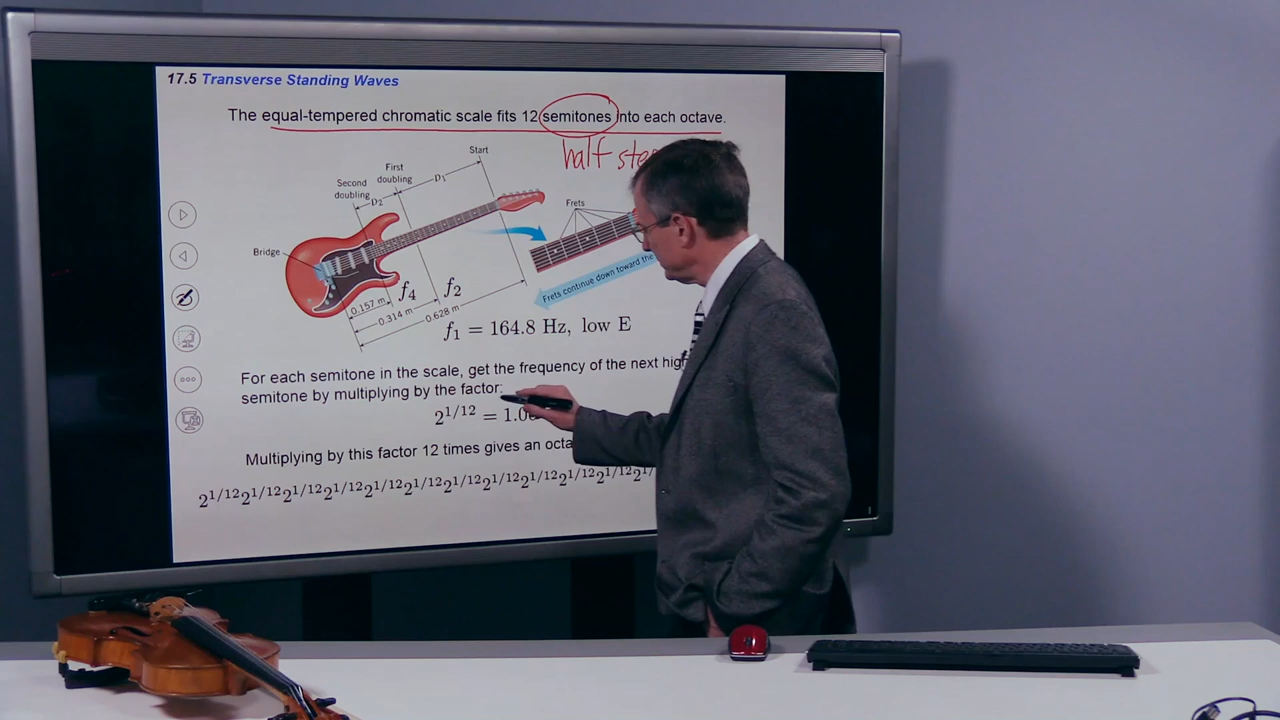 17.5 Transverse Standing Waves
The equal-tempered chromatic scale fits 12 semitones into each octave.
half
Start
First
doubling
D₁
Second
doubling
D₂
Frets
Bridge
Frets continue down toward the
f₄
f₂
0.157 m
0.314 m
0.628 m
f₁ = 164.8 Hz, low E
For each semitone in the scale, get the frequency of the next
semitone by multiplying by the factor:
2^{1/12} = 1.0
Multiplying by this factor 12 times gives an
2^{1/12}2^{1/12}2^{1/12}2^{1/12}2^{1/12}2^{1/12}2^{1/12}2^{1/12}2^{1/12}2^{1/12}2^{1/12}